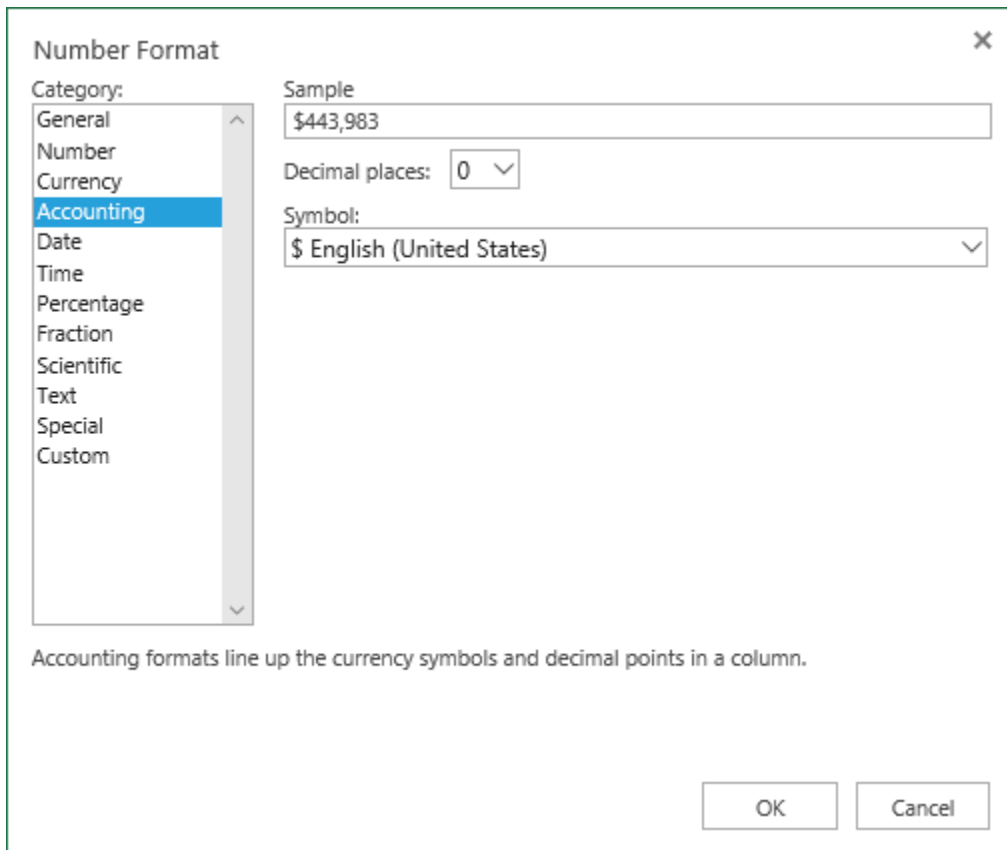 Number Format
Category:
General
Number
Currency
Accounting
Date
Time
Percentage
Fraction
Scientific
Text
Special
Custom
Sample
$443,983
Decimal places: 0
Symbol:
$ English (United States)
Accounting formats line up the currency symbols and decimal points in a column.
OK Cancel